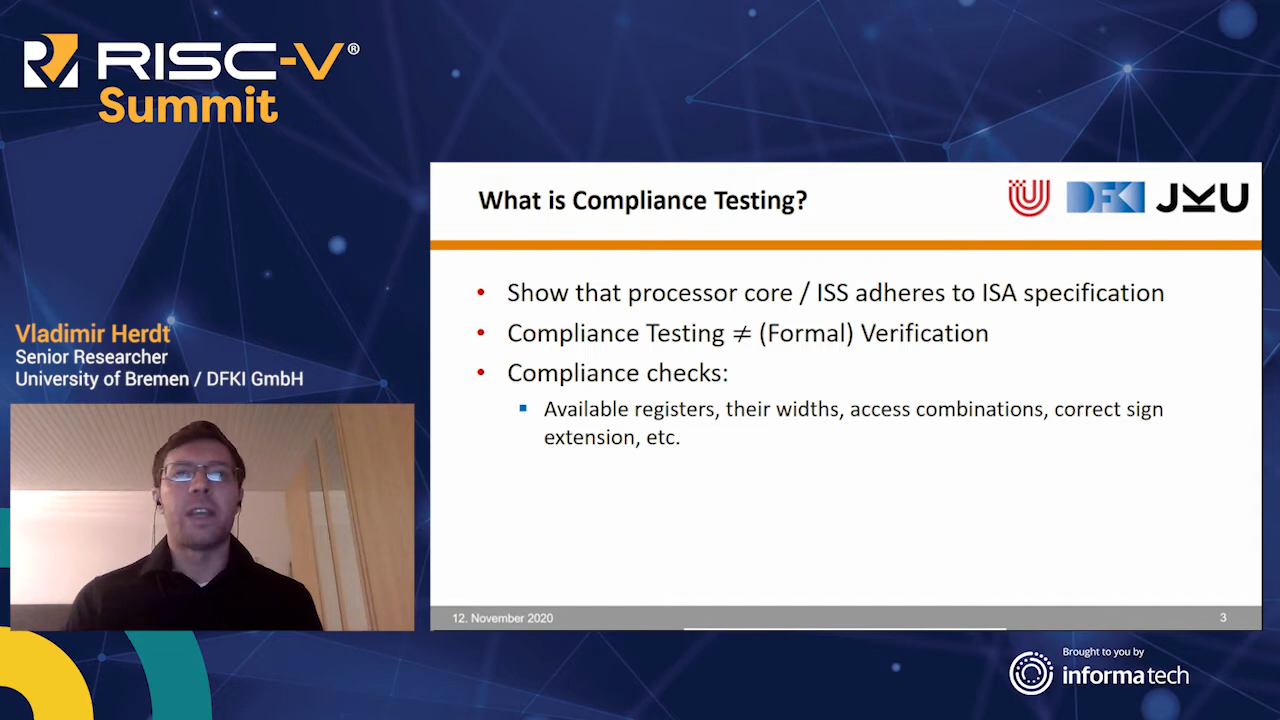 RISC-V®
Summit
What is Compliance Testing?
DFKI
JKU
• Show that processor core / ISS adheres to ISA specification
• Compliance Testing ≠ (Formal) Verification
• Compliance checks:
▪ Available registers, their widths, access combinations, correct sign
extension, etc.
Vladimir Herdt
Senior Researcher
University of Bremen / DFKI GmbH
12. November 2020
3
Brought to you by
informa tech